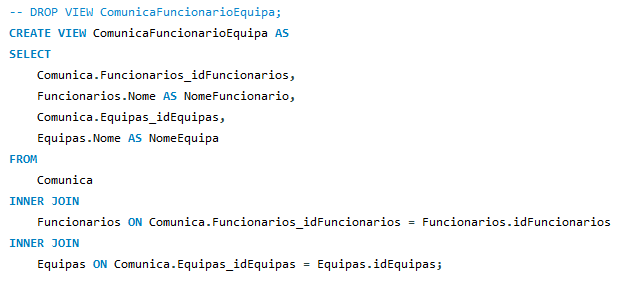 -- DROP VIEW ComunicaFuncionarioEquipa;
CREATE VIEW ComunicaFuncionarioEquipa AS
SELECT
    Comunica.Funcionarios_idFuncionarios,
    Funcionarios.Nome AS NomeFuncionario,
    Comunica.Equipas_idEquipas,
    Equipas.Nome AS NomeEquipa
FROM
    Comunica
INNER JOIN
    Funcionarios ON Comunica.Funcionarios_idFuncionarios = Funcionarios.idFuncionarios
INNER JOIN
    Equipas ON Comunica.Equipas_idEquipas = Equipas.idEquipas;